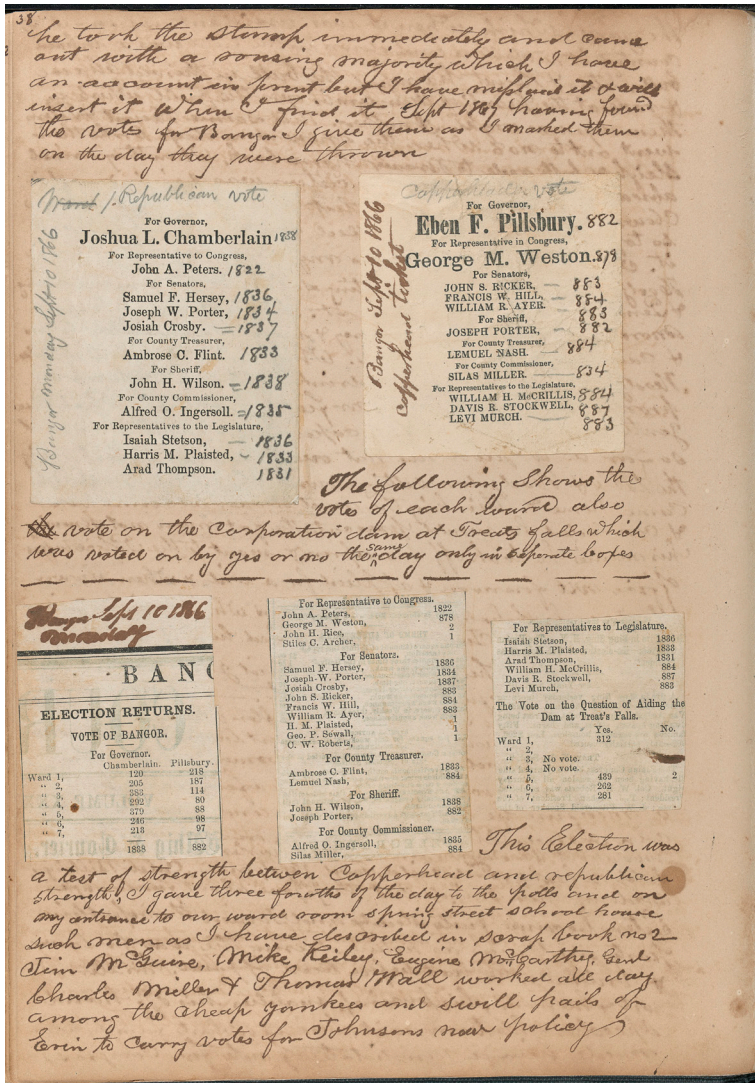 38
he took the stump immediately and came
out with a rousing majority which I have
an account in print but I have misplaced it & will
insert it when I find it Sept 1867 having found
the votes for Bangor I give them as I marked them
on the day they were thrown
Ward 1. Republican vote
Bangor monday Sept 10 1866
For Governor,
Joshua L. Chamberlain 1838
For Representative to Congress,
John A. Peters. 1822
For Senators,
Samuel F. Hersey, 1836
Joseph W. Porter, 1834
Josiah Crosby. 1837
For County Treasurer,
Ambrose C. Flint. 1833
For Sheriff,
John H. Wilson. 1838
For County Commissioner,
Alfred O. Ingersoll. 1835
For Representatives to the Legislature,
Isaiah Stetson, 1836
Harris M. Plaisted, 1833
Arad Thompson. 1831
Copperhead vote
Bangor Sept 10 1866
Copperhead ticket
For Governor,
Eben F. Pillsbury. 882
For Representative in Congress,
George M. Weston. 878
For Senators,
JOHN S. RICKER, 883
FRANCIS W. HILL, 884
WILLIAM R. AYER. 883
For Sheriff,
JOSEPH PORTER, 882
For County Treasurer,
LEMUEL NASH. 884
For County Commissioner,
SILAS MILLER. 834
For Representatives to the Legislature,
WILLIAM H. McCRILLIS, 884
DAVIS R. STOCKWELL, 887
LEVI MURCH. 883
The following shows the
votes of each ward also
the vote on the Corporation dam at Treats falls which
was voted on by yes or no the same day only in separate boxes
Bangor Sept 10 1866
monday
BANG
ELECTION RETURNS.
VOTE OF BANGOR.
For Governor.
Chamberlain. Pillsbury.
Ward 1, 120 218
" 2, 205 187
" 3, 383 114
" 4, 292 80
" 5, 379 88
" 6, 246 98
" 7, 213 97
1838 882
For Representative to Congress.
John A. Peters, 1822
George M. Weston, 878
John H. Rice, 2
Stiles C. Archer, 1
For Senators.
Samuel F. Hersey, 1836
Joseph W. Porter, 1834
Josiah Crosby, 1837
John S. Ricker, 883
Francis W. Hill, 884
William R. Ayer, 883
H. M. Plaisted, 1
Geo. P. Sewall, 1
C. W. Roberts, 1
For County Treasurer.
Ambrose C. Flint, 1833
Lemuel Nash, 884
For Sheriff.
John H. Wilson, 1838
Joseph Porter, 882
For County Commissioner.
Alfred O. Ingersoll, 1835
Silas Miller, 884
For Representatives to Legislature.
Isaiah Stetson, 1836
Harris M. Plaisted, 1833
Arad Thompson, 1831
William H. McCrillis, 884
Davis R. Stockwell, 887
Levi Murch, 883
The Vote on the Question of Aiding the
Dam at Treat's Falls.
Yes. No.
Ward 1, 312
" 2,
" 3, No vote.
" 4, No vote.
" 5, 439 2
" 6, 262
" 7, 281
This Election was
a test of strength betwen Copperhead and republican
strength, I gave three fourths of the day to the polls and on
my entrance to our ward room spring street school house
such men as I have described in scrap book no 2
Jim McGuire, Mike Keiley, Eugene McCarthy, Genl
Charles Miller & Thomas Wall worked all day
among the cheap yankees and swill pails of
Erin to carry votes for Johnsons new policy